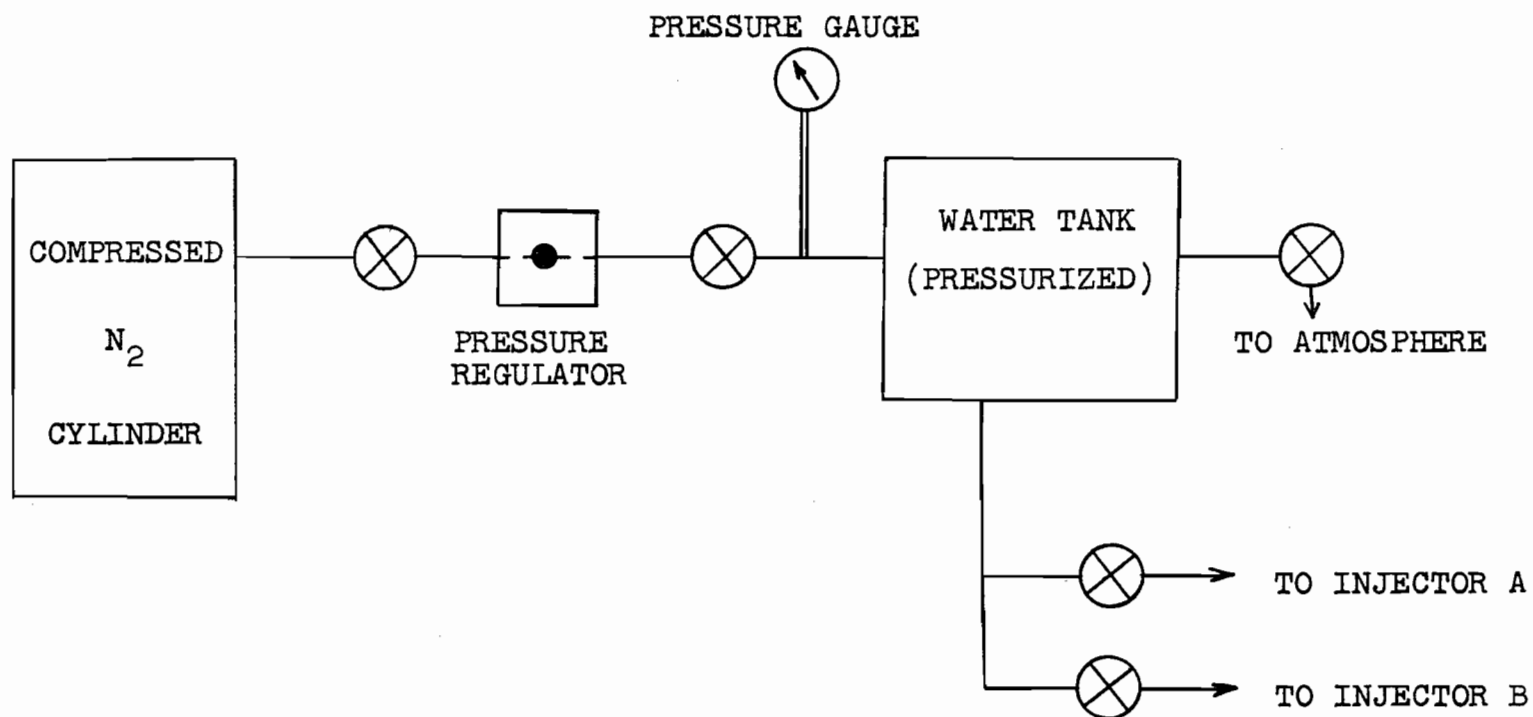 PRESSURE GAUGE
COMPRESSED
N2
CYLINDER
PRESSURE
REGULATOR
WATER TANK
(PRESSURIZED)
TO ATMOSPHERE
TO INJECTOR A
TO INJECTOR B